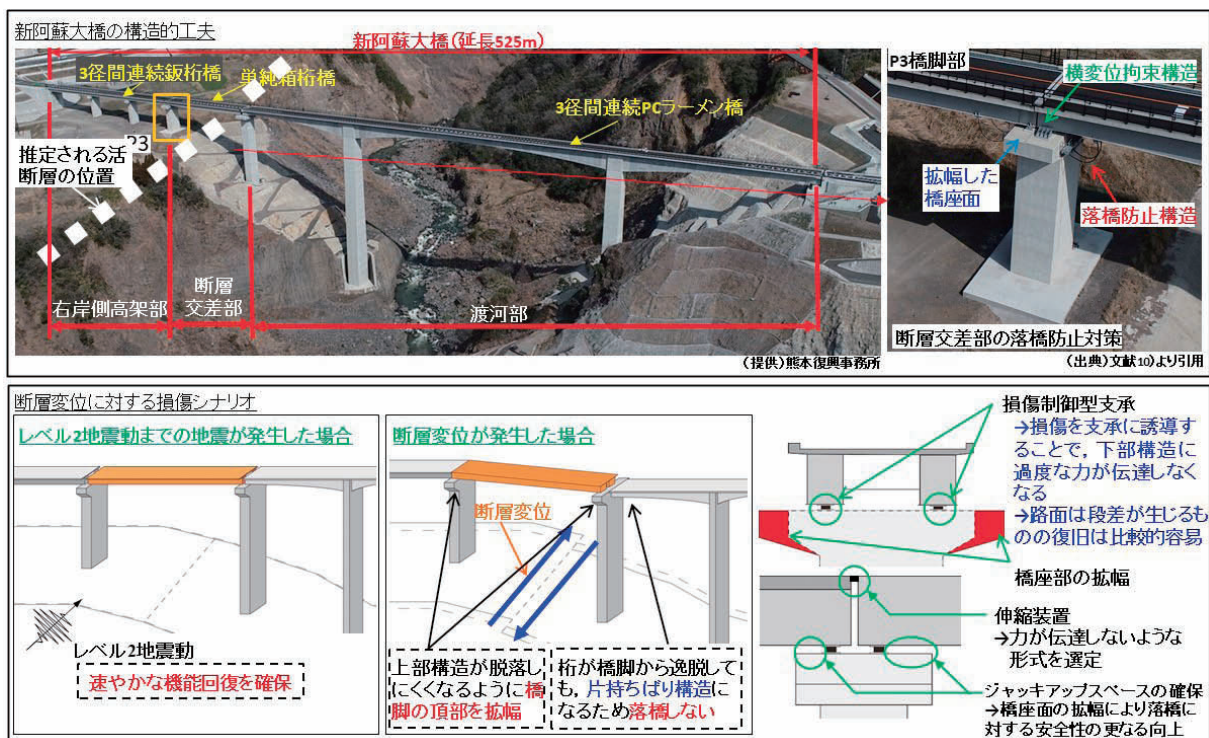 新阿蘇大橋の構造的工夫
新阿蘇大橋(延長525m)
3径間連続鈑桁橋
単純箱桁橋
3径間連続PCラーメン橋
P3
推定される活
断層の位置
断層
交差部
右岸側高架部
渡河部
(提供)熊本復興事務所
P3橋脚部
横変位拘束構造
拡幅した
橋座面
落橋防止構造
断層交差部の落橋防止対策
(出典)文献10)より引用
断層変位に対する損傷シナリオ
レベル2地震動までの地震が発生した場合
レベル2地震動
速やかな機能回復を確保
断層変位が発生した場合
断層変位
上部構造が脱落し
にくくなるように橋
脚の頂部を拡幅
桁が橋脚から逸脱して
も,片持ちばり構造に
なるため落橋しない
損傷制御型支承
→損傷を支承に誘導す
ることで,下部構造に
過度な力が伝達しなく
なる
→路面は段差が生じるも
のの復旧は比較的容易
橋座部の拡幅
伸縮装置
→力が伝達しないような
形式を選定
ジャッキアップスペースの確保
→橋座面の拡幅により落橋に
対する安全性の更なる向上